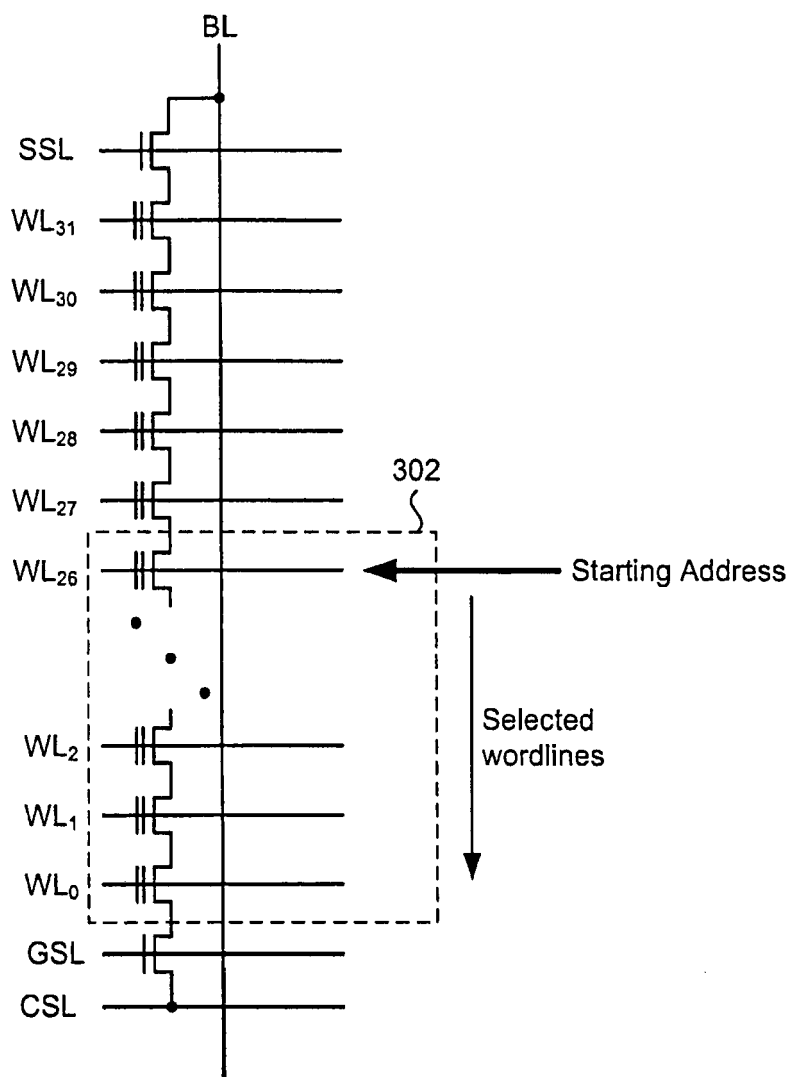 BL
SSL
WL31
WL30
WL29
WL28
WL27
302
WL26
Starting Address
Selected
wordlines
WL2
WL1
WL0
GSL
CSL